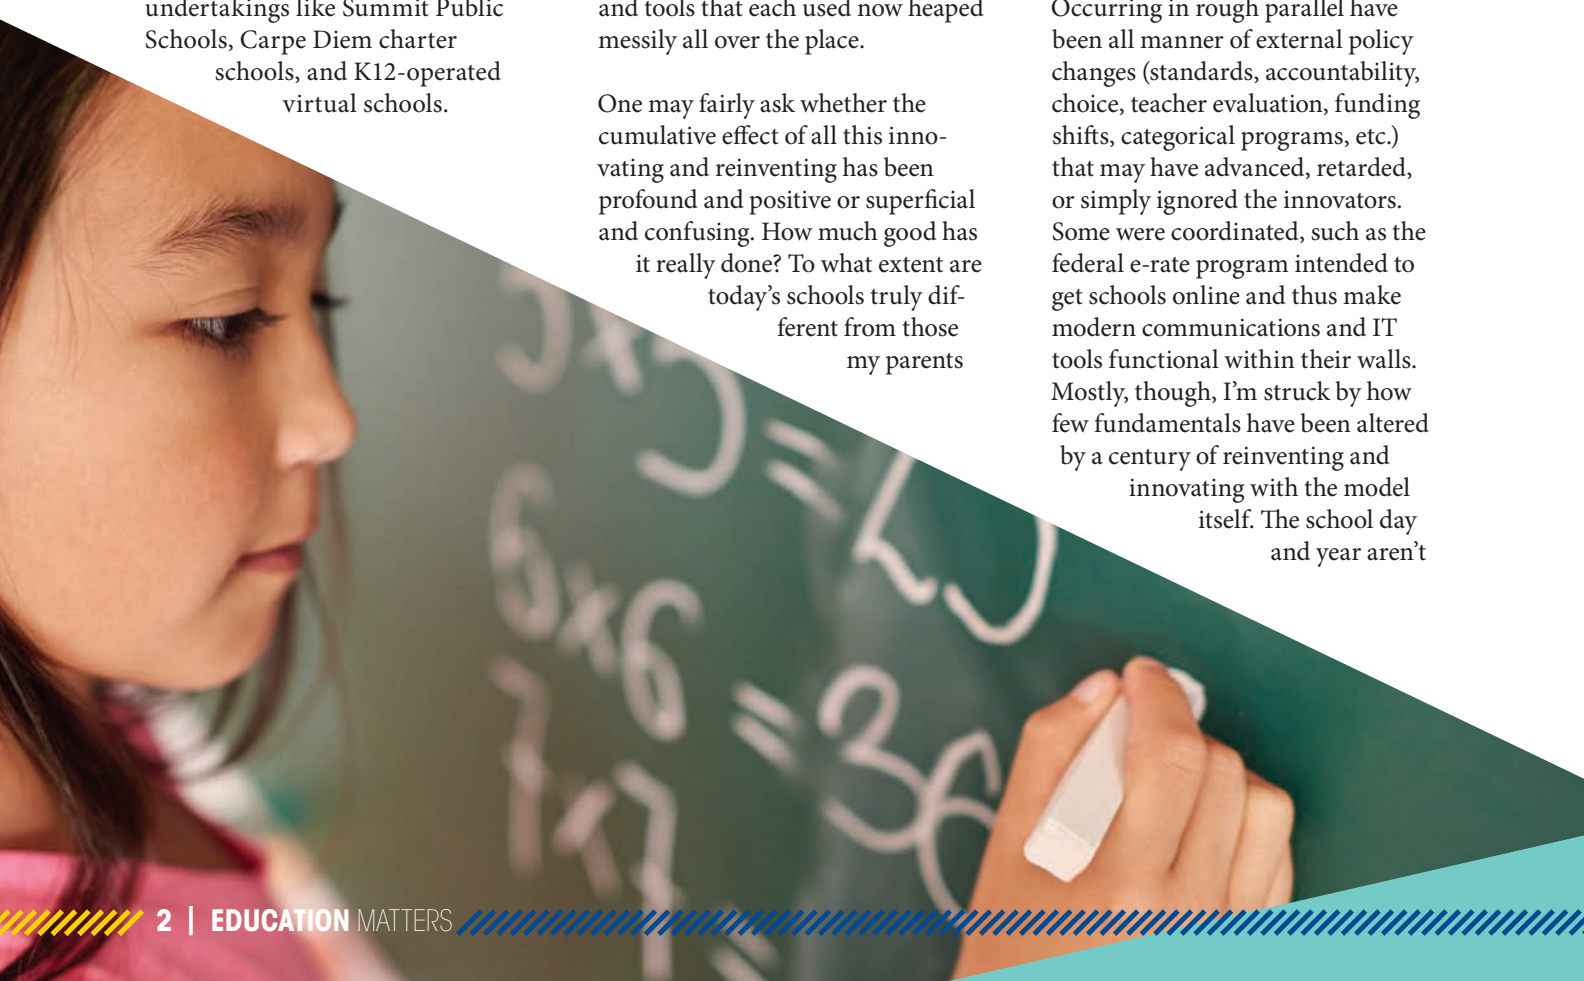 undertakings like Summit Public
Schools, Carpe Diem charter
schools, and K12-operated
virtual schools.
and tools that each used now heaped
messily all over the place.
One may fairly ask whether the
cumulative effect of all this inno-
vating and reinventing has been
profound and positive or superficial
and confusing. How much good has
it really done? To what extent are
today’s schools truly dif-
ferent from those
my parents
Occurring in rough parallel have
been all manner of external policy
changes (standards, accountability,
choice, teacher evaluation, funding
shifts, categorical programs, etc.)
that may have advanced, retarded,
or simply ignored the innovators.
Some were coordinated, such as the
federal e-rate program intended to
get schools online and thus make
modern communications and IT
tools functional within their walls.
Mostly, though, I’m struck by how
few fundamentals have been altered
by a century of reinventing and
innovating with the model
itself. The school day
and year aren’t
5x5=25
6x6=36
7x7=
2 | EDUCATION MATTERS